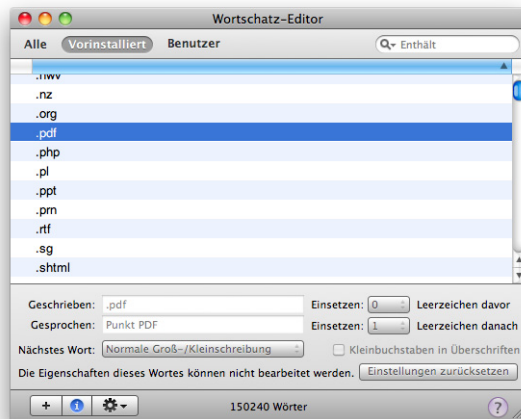 Wortschatz-Editor
Alle Vorinstalliert Benutzer Enthält
.nwv
.nz
.org
.pdf
.php
.pl
.ppt
.prn
.rtf
.sg
.shtml
Geschrieben: .pdf Einsetzen: 0 Leerzeichen davor
Gesprochen: Punkt PDF Einsetzen: 1 Leerzeichen danach
Nächstes Wort: Normale Groß-/Kleinschreibung Kleinbuchstaben in Überschriften
Die Eigenschaften dieses Wortes können nicht bearbeitet werden. Einstellungen zurücksetzen
150240 Wörter